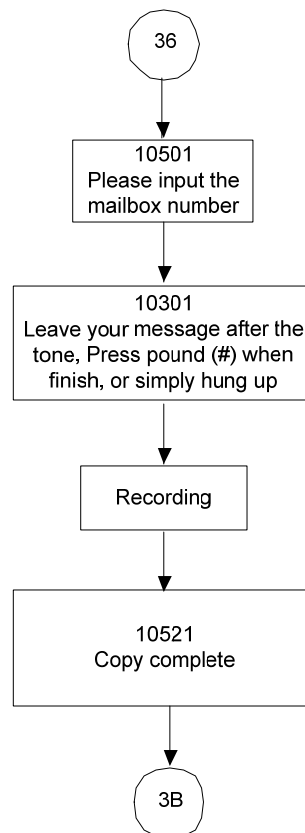 36
10501
Please input the
mailbox number
10301
Leave your message after the
tone, Press pound (#) when
finish, or simply hung up
Recording
10521
Copy complete
3B